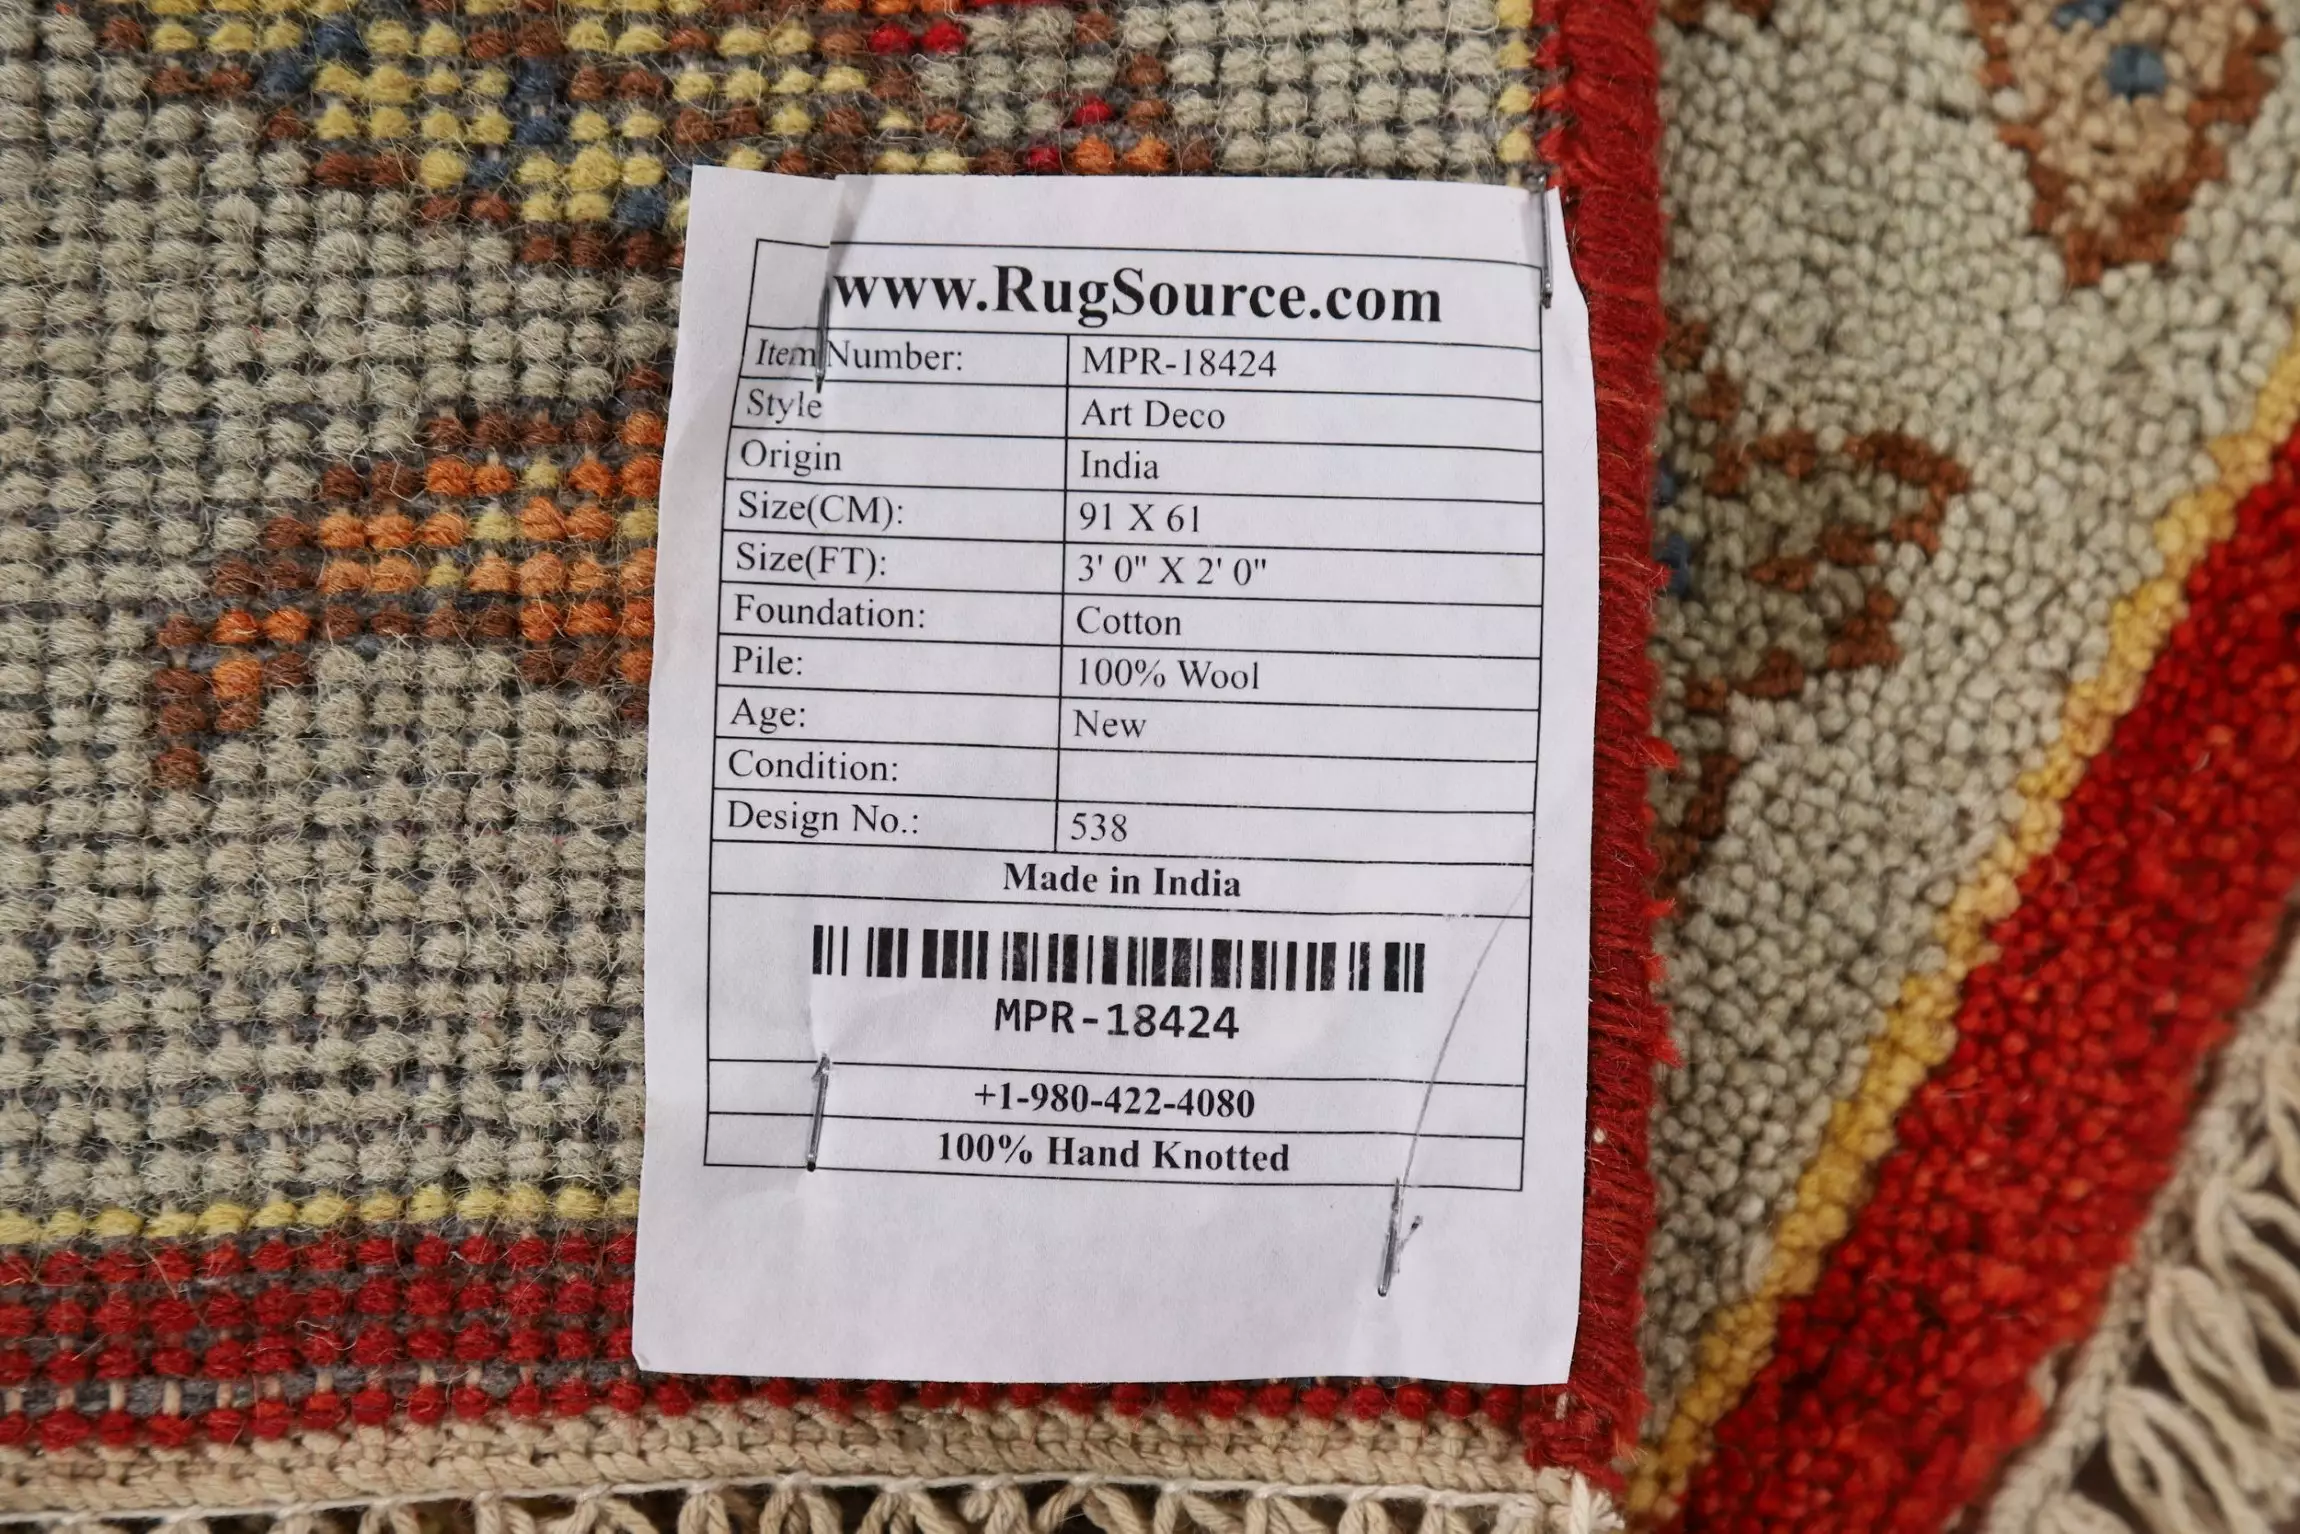 www.RugSource.com
Item Number: MPR-18424
Style Art Deco
Origin India
Size(CM): 91 X 61
Size(FT): 3' 0" X 2' 0"
Foundation: Cotton
Pile: 100% Wool
Age: New
Condition:
Design No.: 538
Made in India
MPR-18424
+1-980-422-4080
100% Hand Knotted